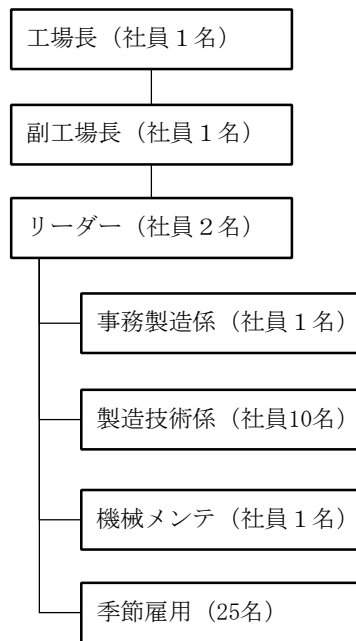 工場長（社員１名）
副工場長（社員１名）
リーダー（社員２名）
事務製造係（社員１名）
製造技術係（社員10名）
機械メンテ（社員１名）
季節雇用（25名）